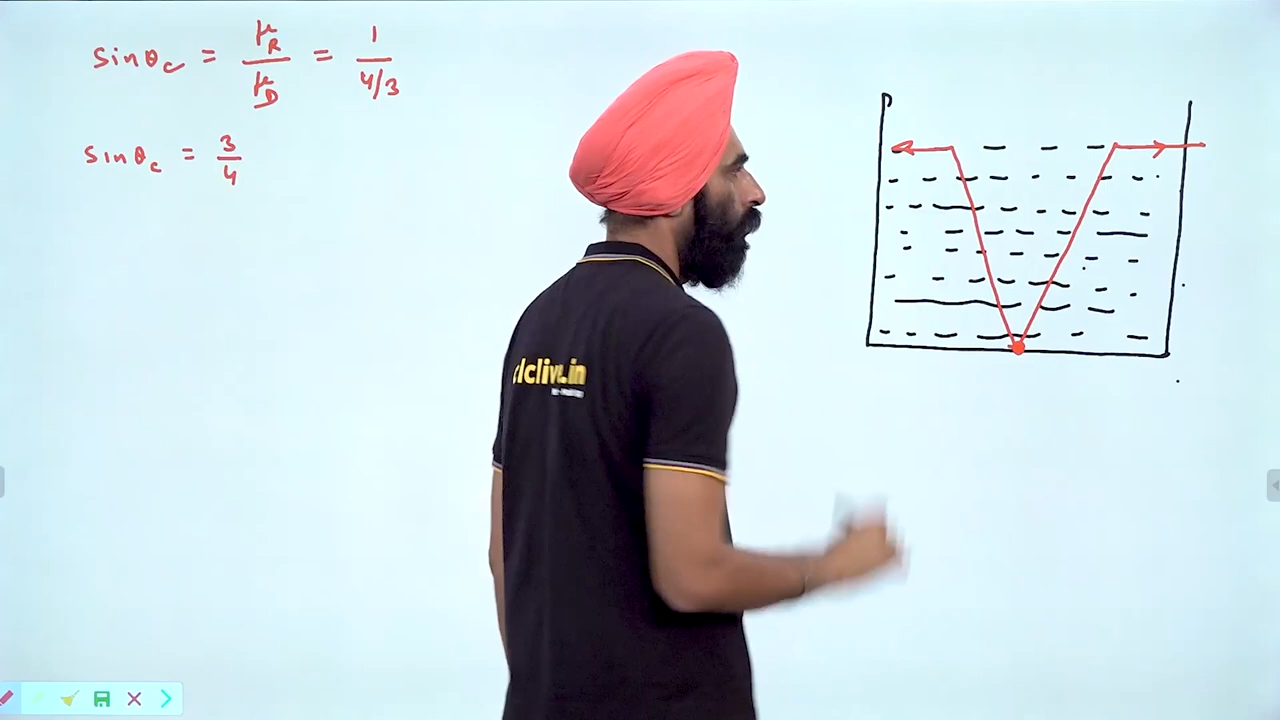 sinθc = μR / μD = 1 / 4/3
sinθc = 3/4
clclive.in